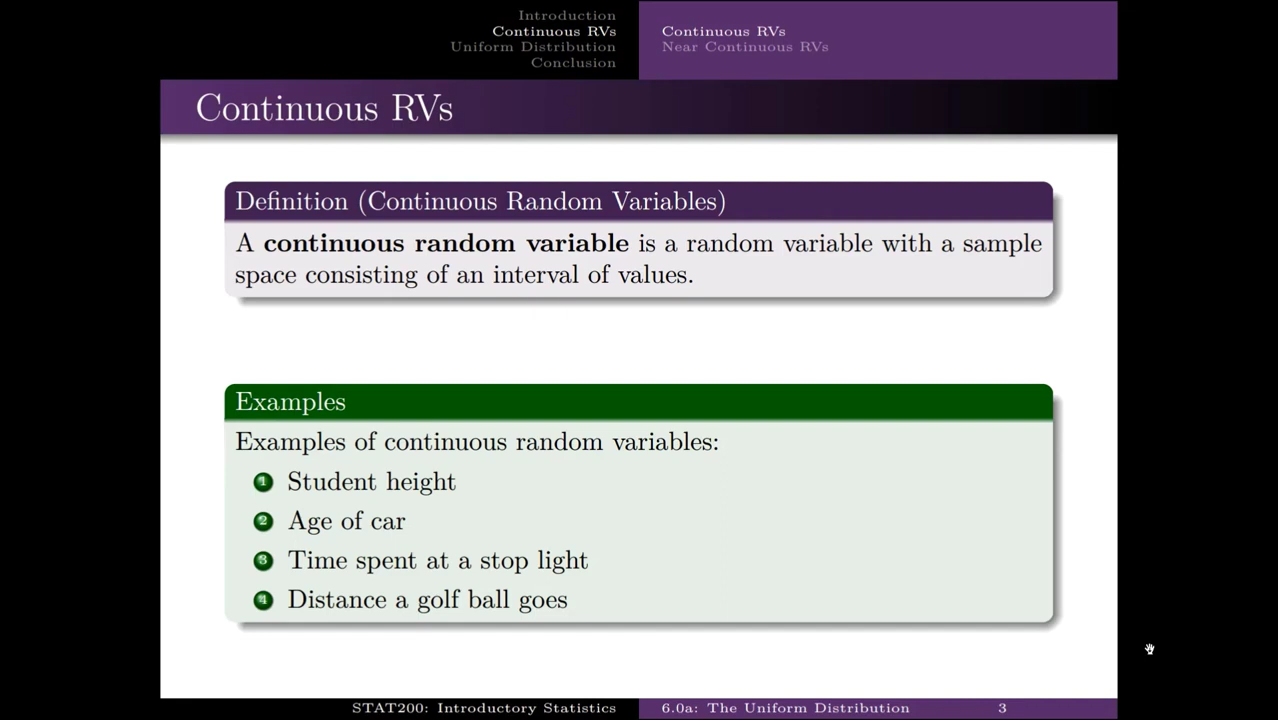 Introduction
Continuous RVs
Uniform Distribution
Conclusion
Continuous RVs
Near Continuous RVs
Continuous RVs
Definition (Continuous Random Variables)
A continuous random variable is a random variable with a sample
space consisting of an interval of values.
Examples
Examples of continuous random variables:
1 Student height
2 Age of car
3 Time spent at a stop light
4 Distance a golf ball goes
STAT200: Introductory Statistics
6.0a: The Uniform Distribution 3